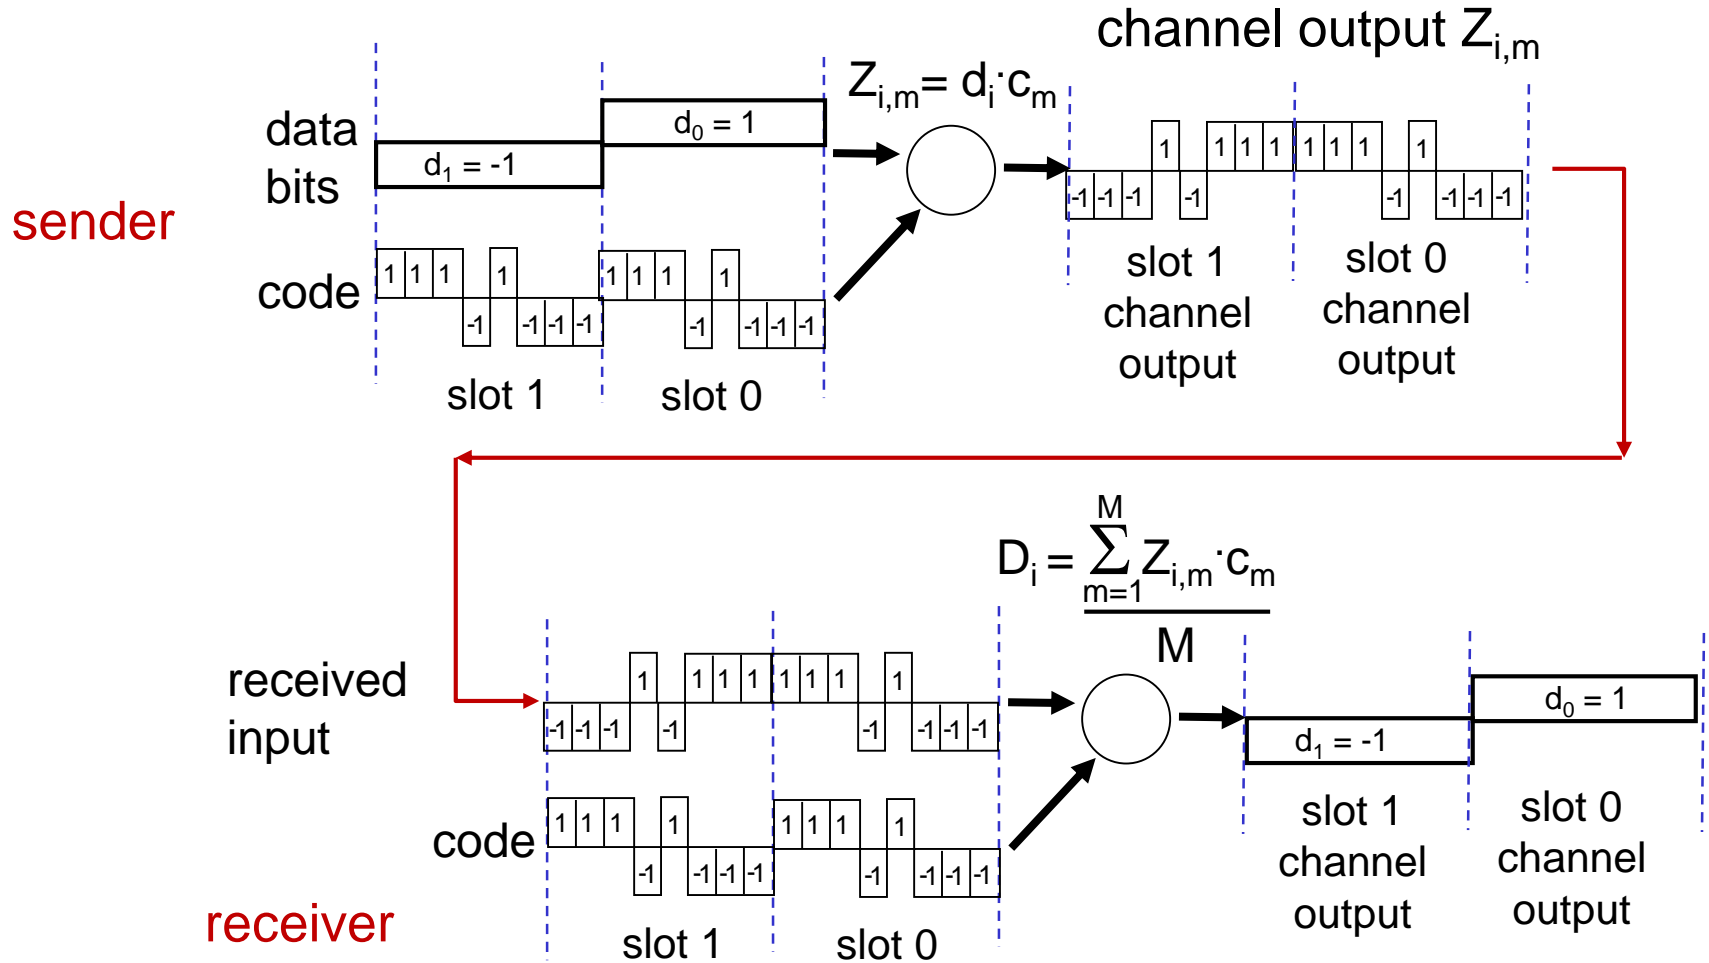 channel output Z_{i,m}
Z_{i,m}= d_i·c_m
data
bits
d_0 = 1
d_1 = -1
1 1 1 1 1 1 1 1
-1 -1 -1 -1 -1 -1 -1 -1
sender
code
1 1 1 1 1 1 1 1
-1 -1 -1 -1 -1 -1 -1 -1
slot 1
slot 0
slot 1
channel
output
slot 0
channel
output
D_i = \frac{\sum_{m=1}^{M} Z_{i,m}·c_m}{M}
received
input
1 1 1 1 1 1 1 1
-1 -1 -1 -1 -1 -1 -1 -1
d_0 = 1
d_1 = -1
code
1 1 1 1 1 1 1 1
-1 -1 -1 -1 -1 -1 -1 -1
receiver
slot 1
slot 0
slot 1
channel
output
slot 0
channel
output